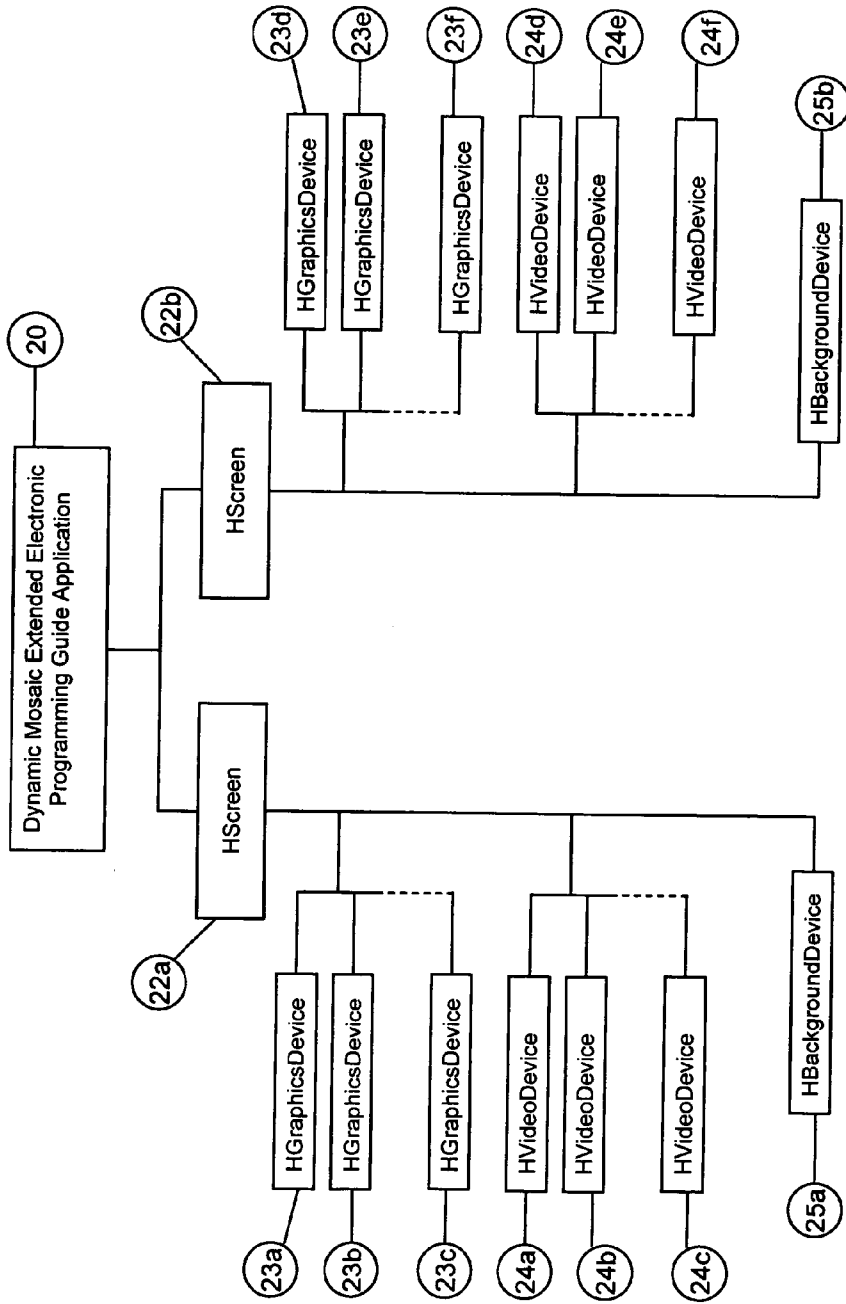 Dynamic Mosaic Extended Electronic
Programming Guide Application
20
HScreen
22a
HScreen
22b
HGraphicsDevice
23a
HGraphicsDevice
23b
HGraphicsDevice
23c
HVideoDevice
24a
HVideoDevice
24b
HVideoDevice
24c
HBackgroundDevice
25a
HGraphicsDevice
23d
HGraphicsDevice
23e
HGraphicsDevice
23f
HVideoDevice
24d
HVideoDevice
24e
HVideoDevice
24f
HBackgroundDevice
25b